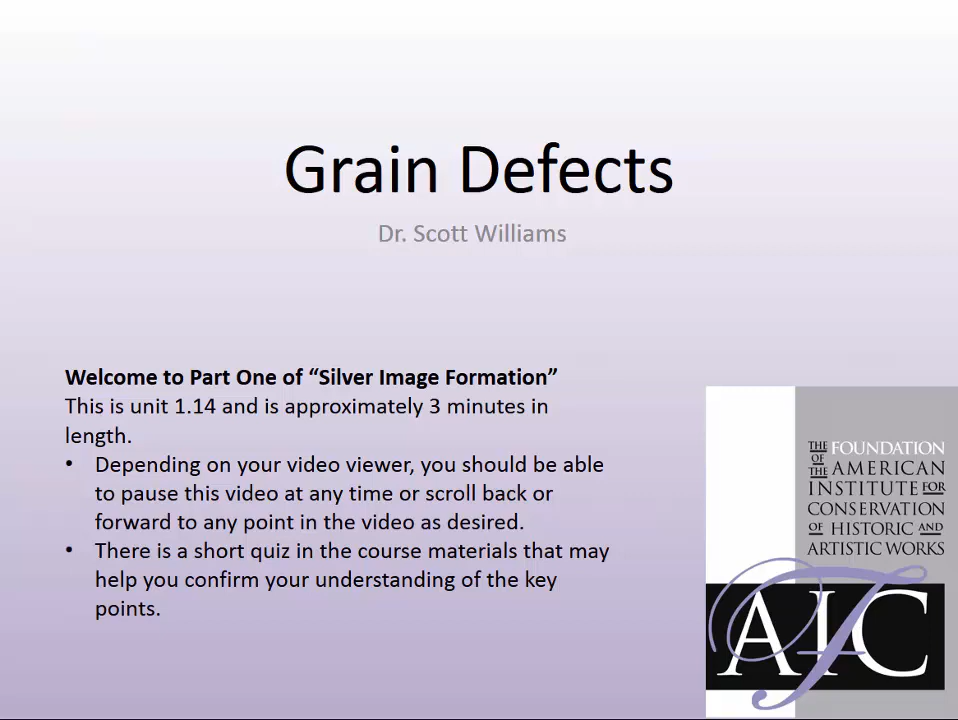 Grain Defects
Dr. Scott Williams
Welcome to Part One of “Silver Image Formation”
This is unit 1.14 and is approximately 3 minutes in
length.
• Depending on your video viewer, you should be able
to pause this video at any time or scroll back or
forward to any point in the video as desired.
• There is a short quiz in the course materials that may
help you confirm your understanding of the key
points.
THE FOUNDATION
OF
THE AMERICAN
INSTITUTE FOR
CONSERVATION
OF HISTORIC AND
ARTISTIC WORKS
F
AIC